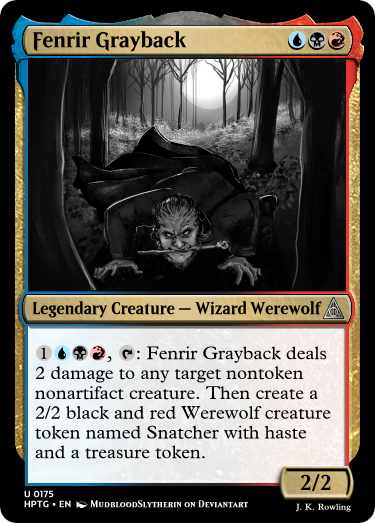 Fenrir Grayback
Legendary Creature — Wizard Werewolf
1, : Fenrir Grayback deals
2 damage to any target nontoken
nonartifact creature. Then create a
2/2 black and red Werewolf creature
token named Snatcher with haste
and a treasure token.
2/2
U 0175
HPTG • EN MudbloodSlytherin on Deviantart
J. K. Rowling